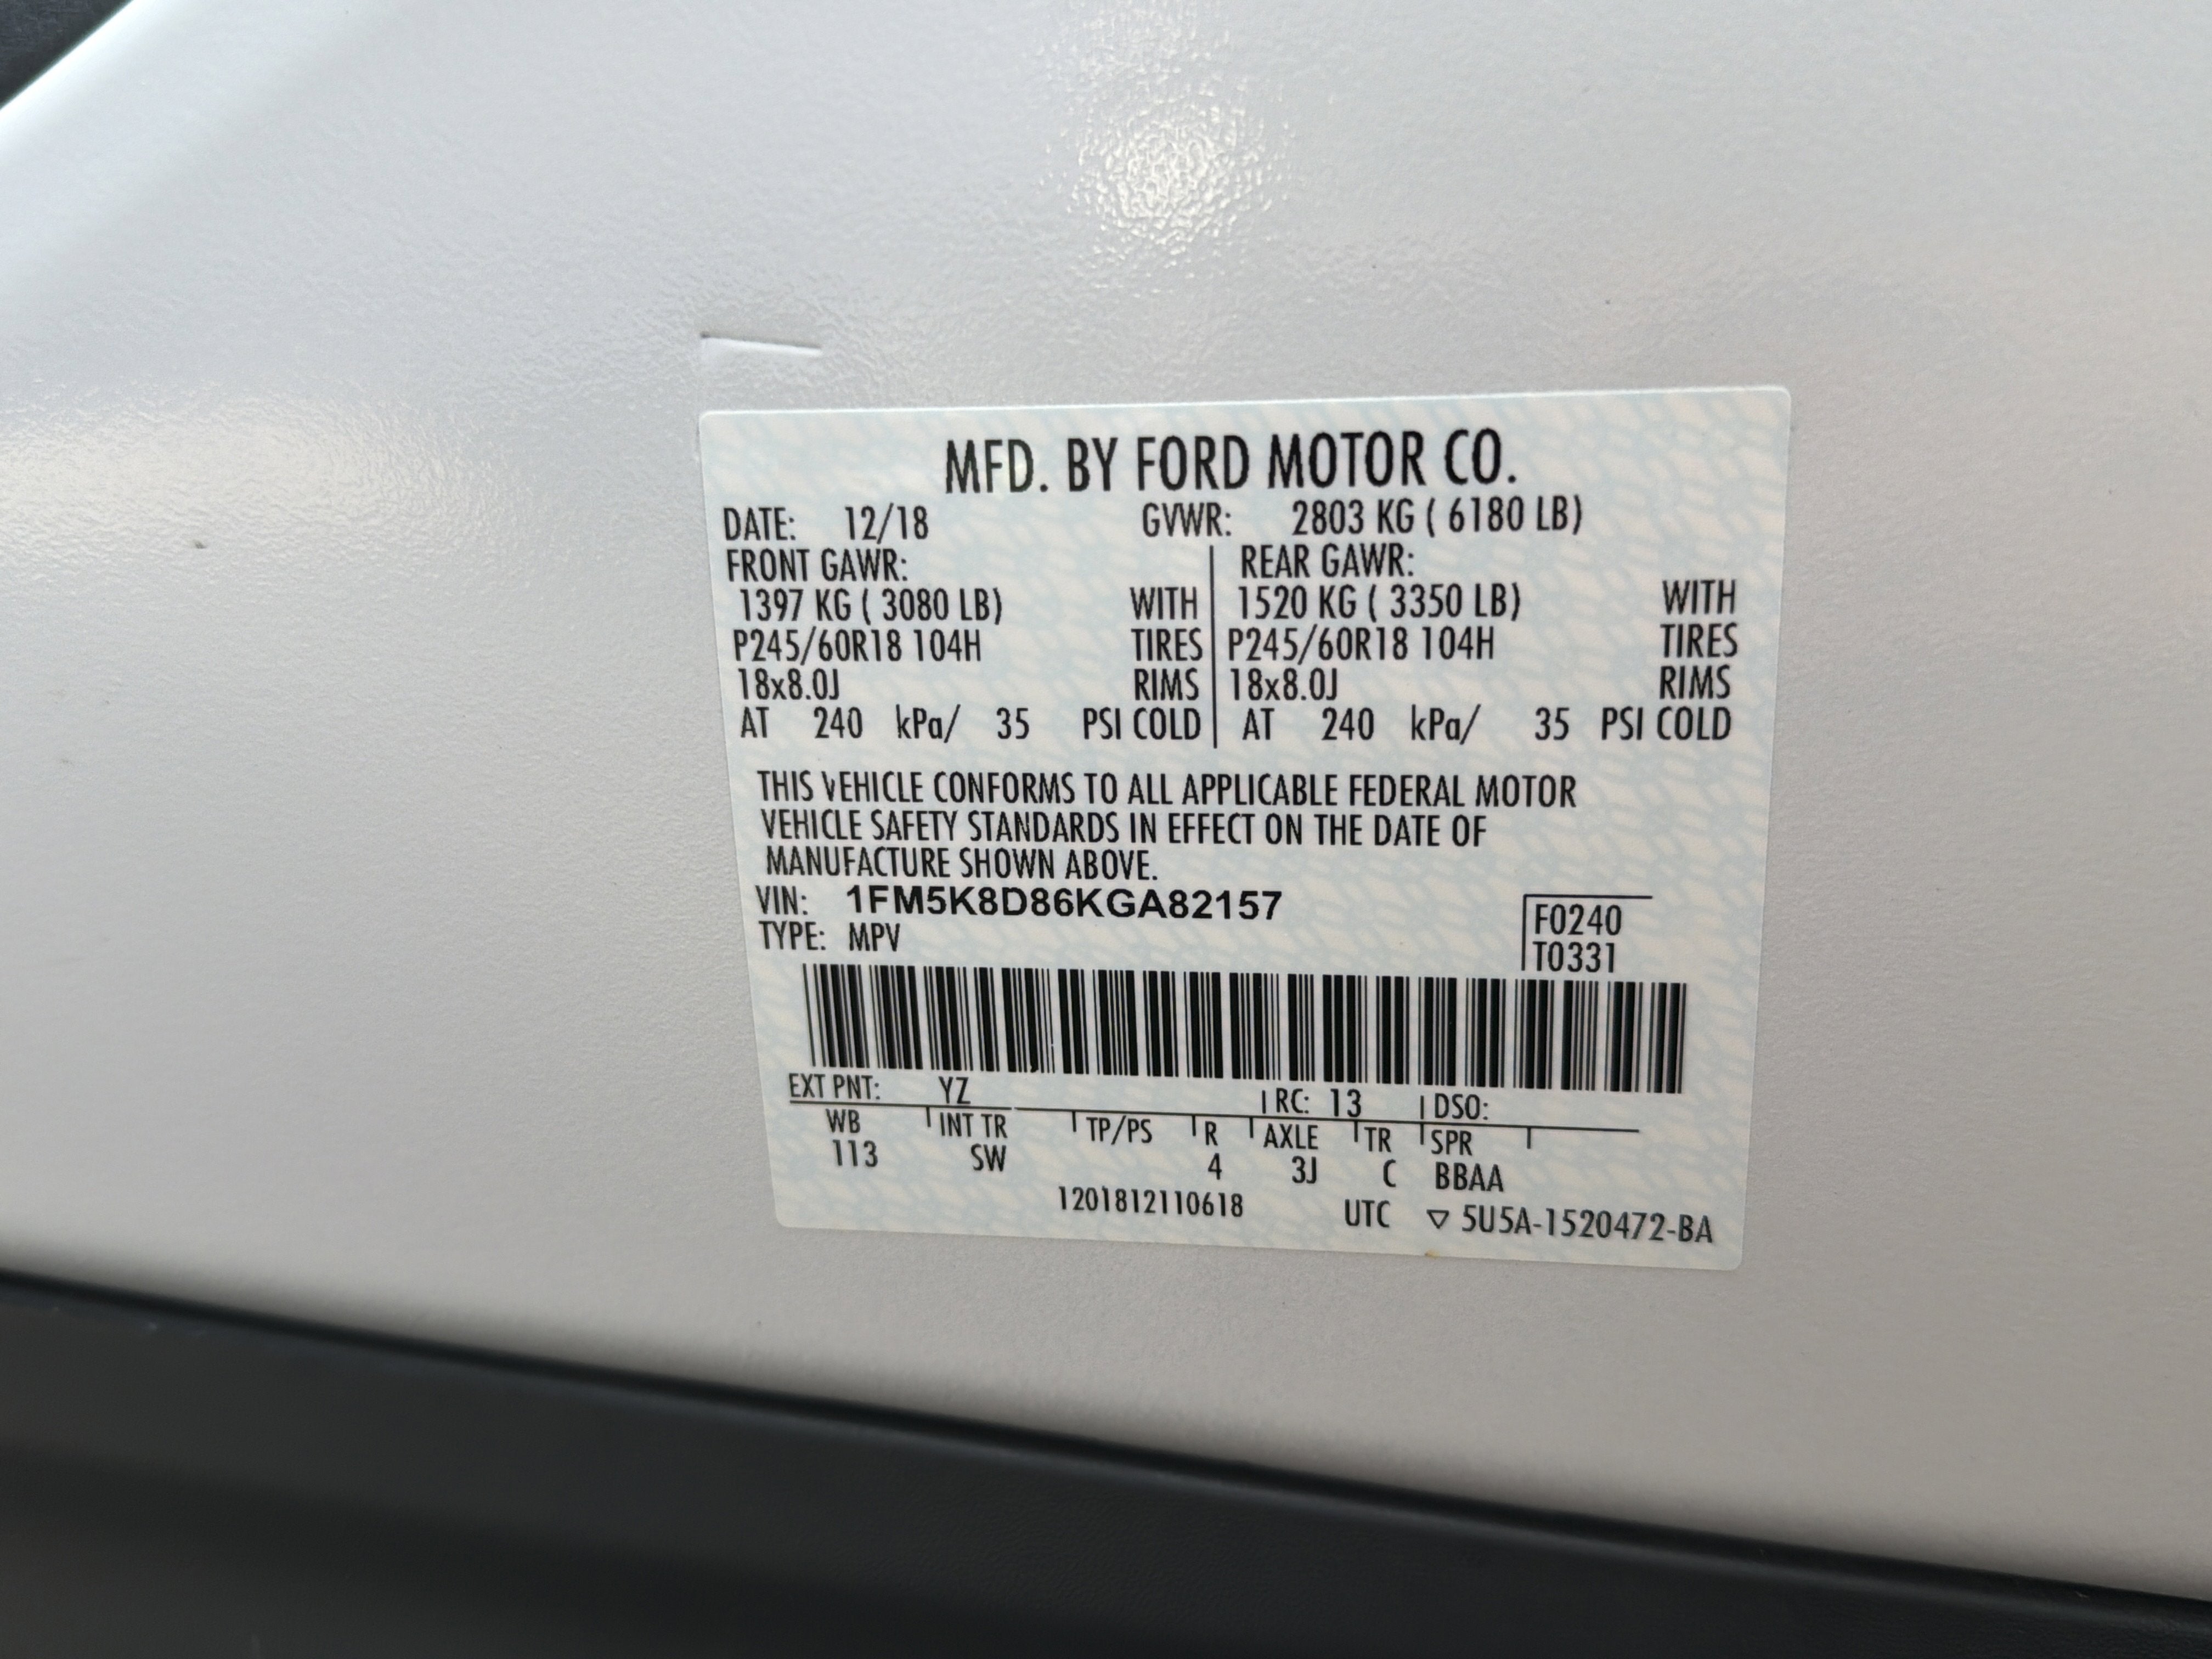 MFD. BY FORD MOTOR CO.
DATE: 12/18 GVWR: 2803 KG ( 6180 LB)
FRONT GAWR: REAR GAWR:
1397 KG ( 3080 LB) WITH 1520 KG ( 3350 LB) WITH
P245/60R18 104H TIRES P245/60R18 104H TIRES
18x8.0J RIMS 18x8.0J RIMS
AT 240 kPa/ 35 PSI COLD AT 240 kPa/ 35 PSI COLD
THIS VEHICLE CONFORMS TO ALL APPLICABLE FEDERAL MOTOR
VEHICLE SAFETY STANDARDS IN EFFECT ON THE DATE OF
MANUFACTURE SHOWN ABOVE.
VIN: 1FM5K8D86KGA82157 F0240
TYPE: MPV T0331
EXT PNT: YZ RC: 13 DSO:
WB INT TR TP/PS R AXLE TR SPR
113 SW 4 3J C BBAA
1201812110618 UTC ▽ 5U5A-1520472-BA